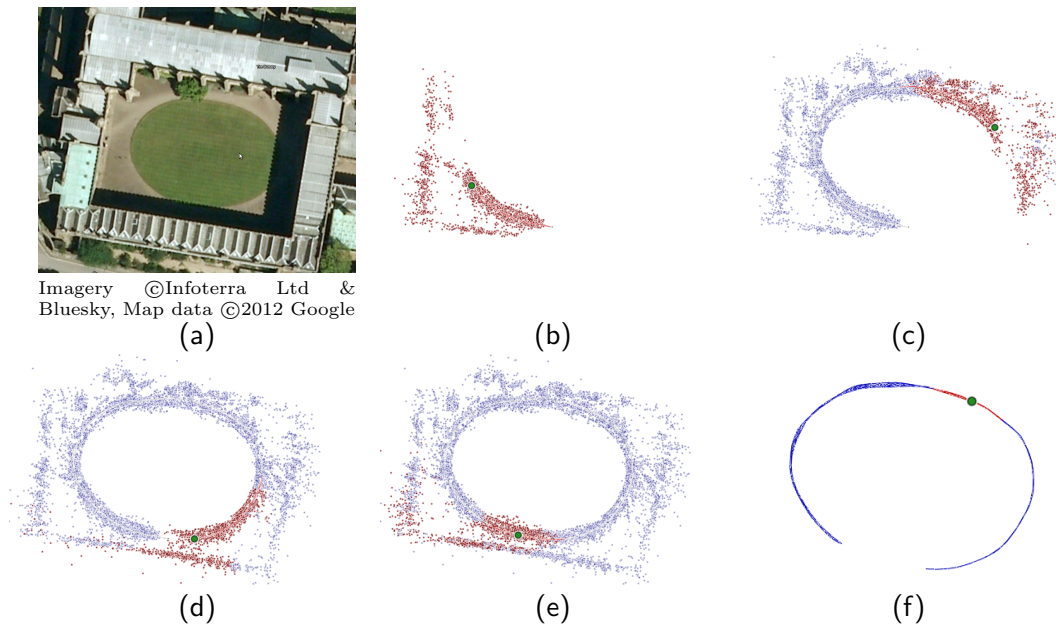 Imagery ©Infoterra Ltd &
Bluesky, Map data ©2012 Google
(a)
(b)
(c)
(d)
(e)
(f)